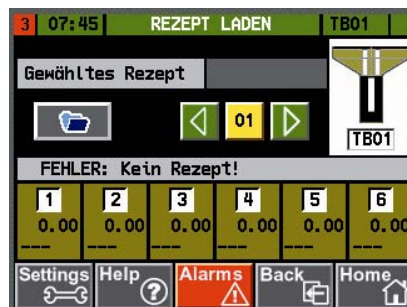 3 07:45 REZEPT LADEN TB01
Gewähltes Rezept
01
TB01
FEHLER: Kein Rezept!
1 2 3 4 5 6
0.00 0.00 0.00 0.00 0.00 0.00
--- --- --- --- --- ---
Settings Help Alarms Back Home